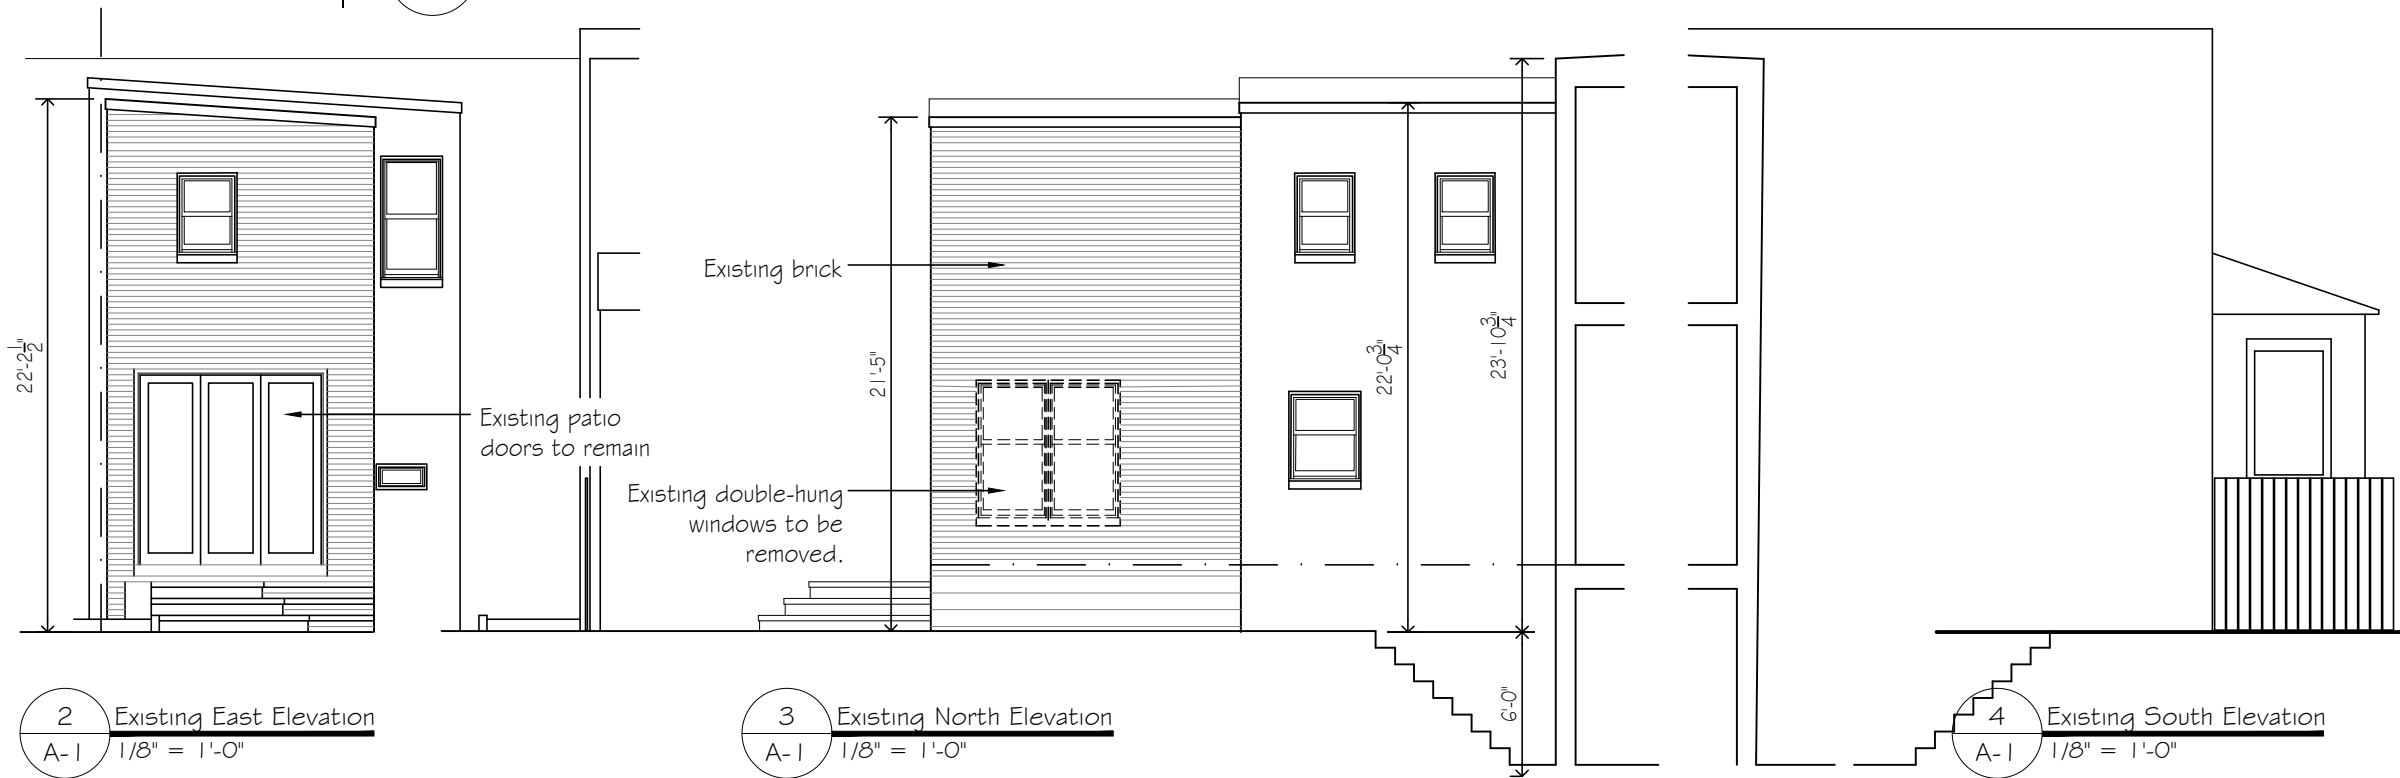 22'-2 1/2"
Existing patio
doors to remain
Existing brick
Existing double-hung
windows to be
removed.
21'-5"
22'-0 3/4"
23'-10 3/4"
6'-0"
2
A-1
Existing East Elevation
1/8" = 1'-0"
3
A-1
Existing North Elevation
1/8" = 1'-0"
4
A-1
Existing South Elevation
1/8" = 1'-0"